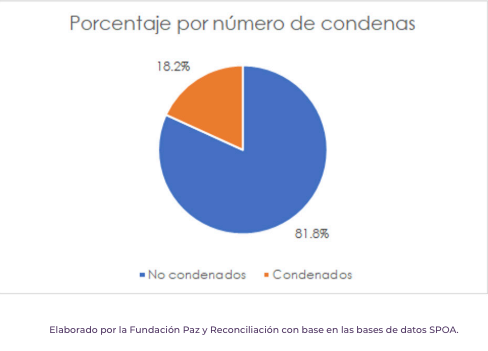 Porcentaje por número de condenas
18.2%
81.8%
No condenados Condenados
Elaborado por la Fundación Paz y Reconciliación con base en las bases de datos SPOA.